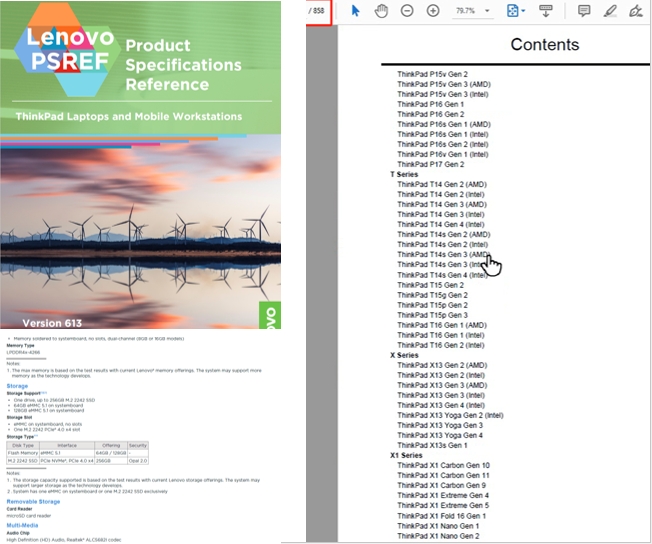 Lenovo
PSREF
Product
Specifications
Reference
ThinkPad Laptops and Mobile Workstations
Version 613
• Memory soldered to systemboard, no slots, dual-channel (8GB or 16GB models)
Memory Type
LPDDR4x-4266
Notes:
1. The max memory is based on the test results with current Lenovo® memory offerings. The system may support more
memory as the technology develops.
Storage
Storage Support
• One drive, up to 256GB M.2 2242 SSD
• 64GB eMMC 5.1 on systemboard
• 128GB eMMC 5.1 on systemboard
Storage Slot
• eMMC on systemboard, no slots
• One M.2 2242 PCIe® 4.0 x4 slot
Storage Type
Disk Type Interface Offering Security
Flash Memory eMMC 5.1 64GB / 128GB -
M.2 2242 SSD PCIe NVMe®, PCIe 4.0 x4 256GB Opal 2.0
Notes:
1. The storage capacity supported is based on the test results with current Lenovo storage offerings. The system may
support larger storage as the technology develops.
2. System has one eMMC on systemboard or one M.2 2242 SSD exclusively
Removable Storage
Card Reader
microSD card reader
Multi-Media
Audio Chip
High Definition (HD) Audio, Realtek® codec
/ 858
79.7%
Contents
ThinkPad P15v Gen 2
ThinkPad P15v Gen 3 (AMD)
ThinkPad P15v Gen 3 (Intel)
ThinkPad P16 Gen 1
ThinkPad P16 Gen 2
ThinkPad P16s Gen 1 (AMD)
ThinkPad P16s Gen 1 (Intel)
ThinkPad P16s Gen 2 (Intel)
ThinkPad P16v Gen 1 (Intel)
ThinkPad P17 Gen 2
T Series
ThinkPad T14 Gen 2 (AMD)
ThinkPad T14 Gen 2 (Intel)
ThinkPad T14 Gen 3 (AMD)
ThinkPad T14 Gen 3 (Intel)
ThinkPad T14 Gen 4 (Intel)
ThinkPad T14s Gen 2 (AMD)
ThinkPad T14s Gen 2 (Intel)
ThinkPad T14s Gen 3 (AMD)
ThinkPad T14s Gen 3 (Intel)
ThinkPad T14s Gen 4 (Intel)
ThinkPad T15 Gen 2
ThinkPad T15g Gen 2
ThinkPad T15p Gen 2
ThinkPad T15p Gen 3
ThinkPad T16 Gen 1 (AMD)
ThinkPad T16 Gen 1 (Intel)
ThinkPad T16 Gen 2 (Intel)
X Series
ThinkPad X13 Gen 2 (AMD)
ThinkPad X13 Gen 2 (Intel)
ThinkPad X13 Gen 3 (AMD)
ThinkPad X13 Gen 3 (Intel)
ThinkPad X13 Gen 4 (Intel)
ThinkPad X13 Yoga Gen 2 (Intel)
ThinkPad X13 Yoga Gen 3
ThinkPad X13 Yoga Gen 4
ThinkPad X13s Gen 1
X1 Series
ThinkPad X1 Carbon Gen 10
ThinkPad X1 Carbon Gen 11
ThinkPad X1 Carbon Gen 9
ThinkPad X1 Extreme Gen 4
ThinkPad X1 Extreme Gen 5
ThinkPad X1 Fold 16 Gen 1
ThinkPad X1 Nano Gen 1
ThinkPad X1 Nano Gen 2